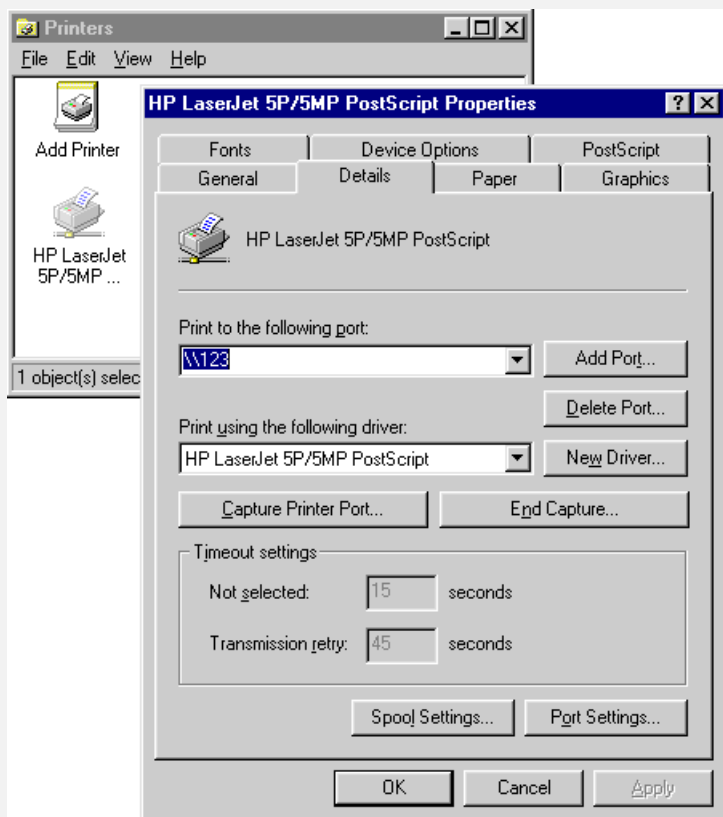 Printers
File Edit View Help
Add Printer
HP LaserJet
5P/5MP ...
1 object(s) selec
HP LaserJet 5P/5MP PostScript Properties
Fonts Device Options PostScript
General Details Paper Graphics
HP LaserJet 5P/5MP PostScript
Print to the following port:
\\123
Add Port...
Delete Port...
Print using the following driver:
HP LaserJet 5P/5MP PostScript
New Driver...
Capture Printer Port... End Capture...
Timeout settings
Not selected: 15 seconds
Transmission retry: 45 seconds
Spool Settings... Port Settings...
OK Cancel Apply